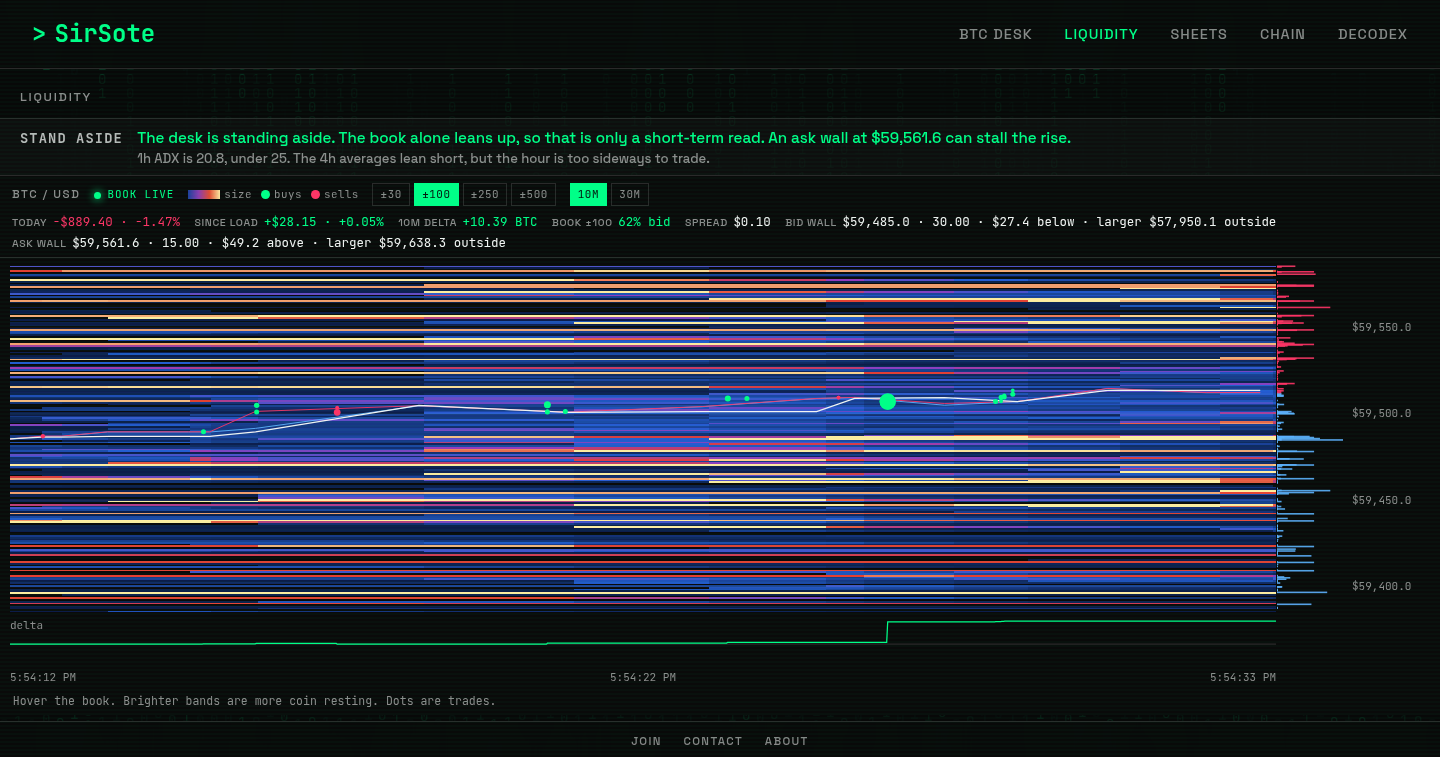 > SirSote
BTC DESK LIQUIDITY SHEETS CHAIN DECODEX
LIQUIDITY
STAND ASIDE The desk is standing aside. The book alone leans up, so that is only a short-term read. An ask wall at $59,561.6 can stall the rise.
1h ADX is 20.8, under 25. The 4h averages lean short, but the hour is too sideways to trade.
BTC / USD BOOK LIVE size buys sells ±30 ±100 ±250 ±500 10M 30M
TODAY -$889.40 · -1.47% SINCE LOAD +$28.15 · +0.05% 10M DELTA +10.39 BTC BOOK ±100 62% bid SPREAD $0.10 BID WALL $59,485.0 · 30.00 · $27.4 below · larger $57,950.1 outside
ASK WALL $59,561.6 · 15.00 · $49.2 above · larger $59,638.3 outside
$59,550.0
$59,500.0
$59,450.0
$59,400.0
delta
5:54:12 PM 5:54:22 PM 5:54:33 PM
Hover the book. Brighter bands are more coin resting. Dots are trades.
JOIN CONTACT ABOUT